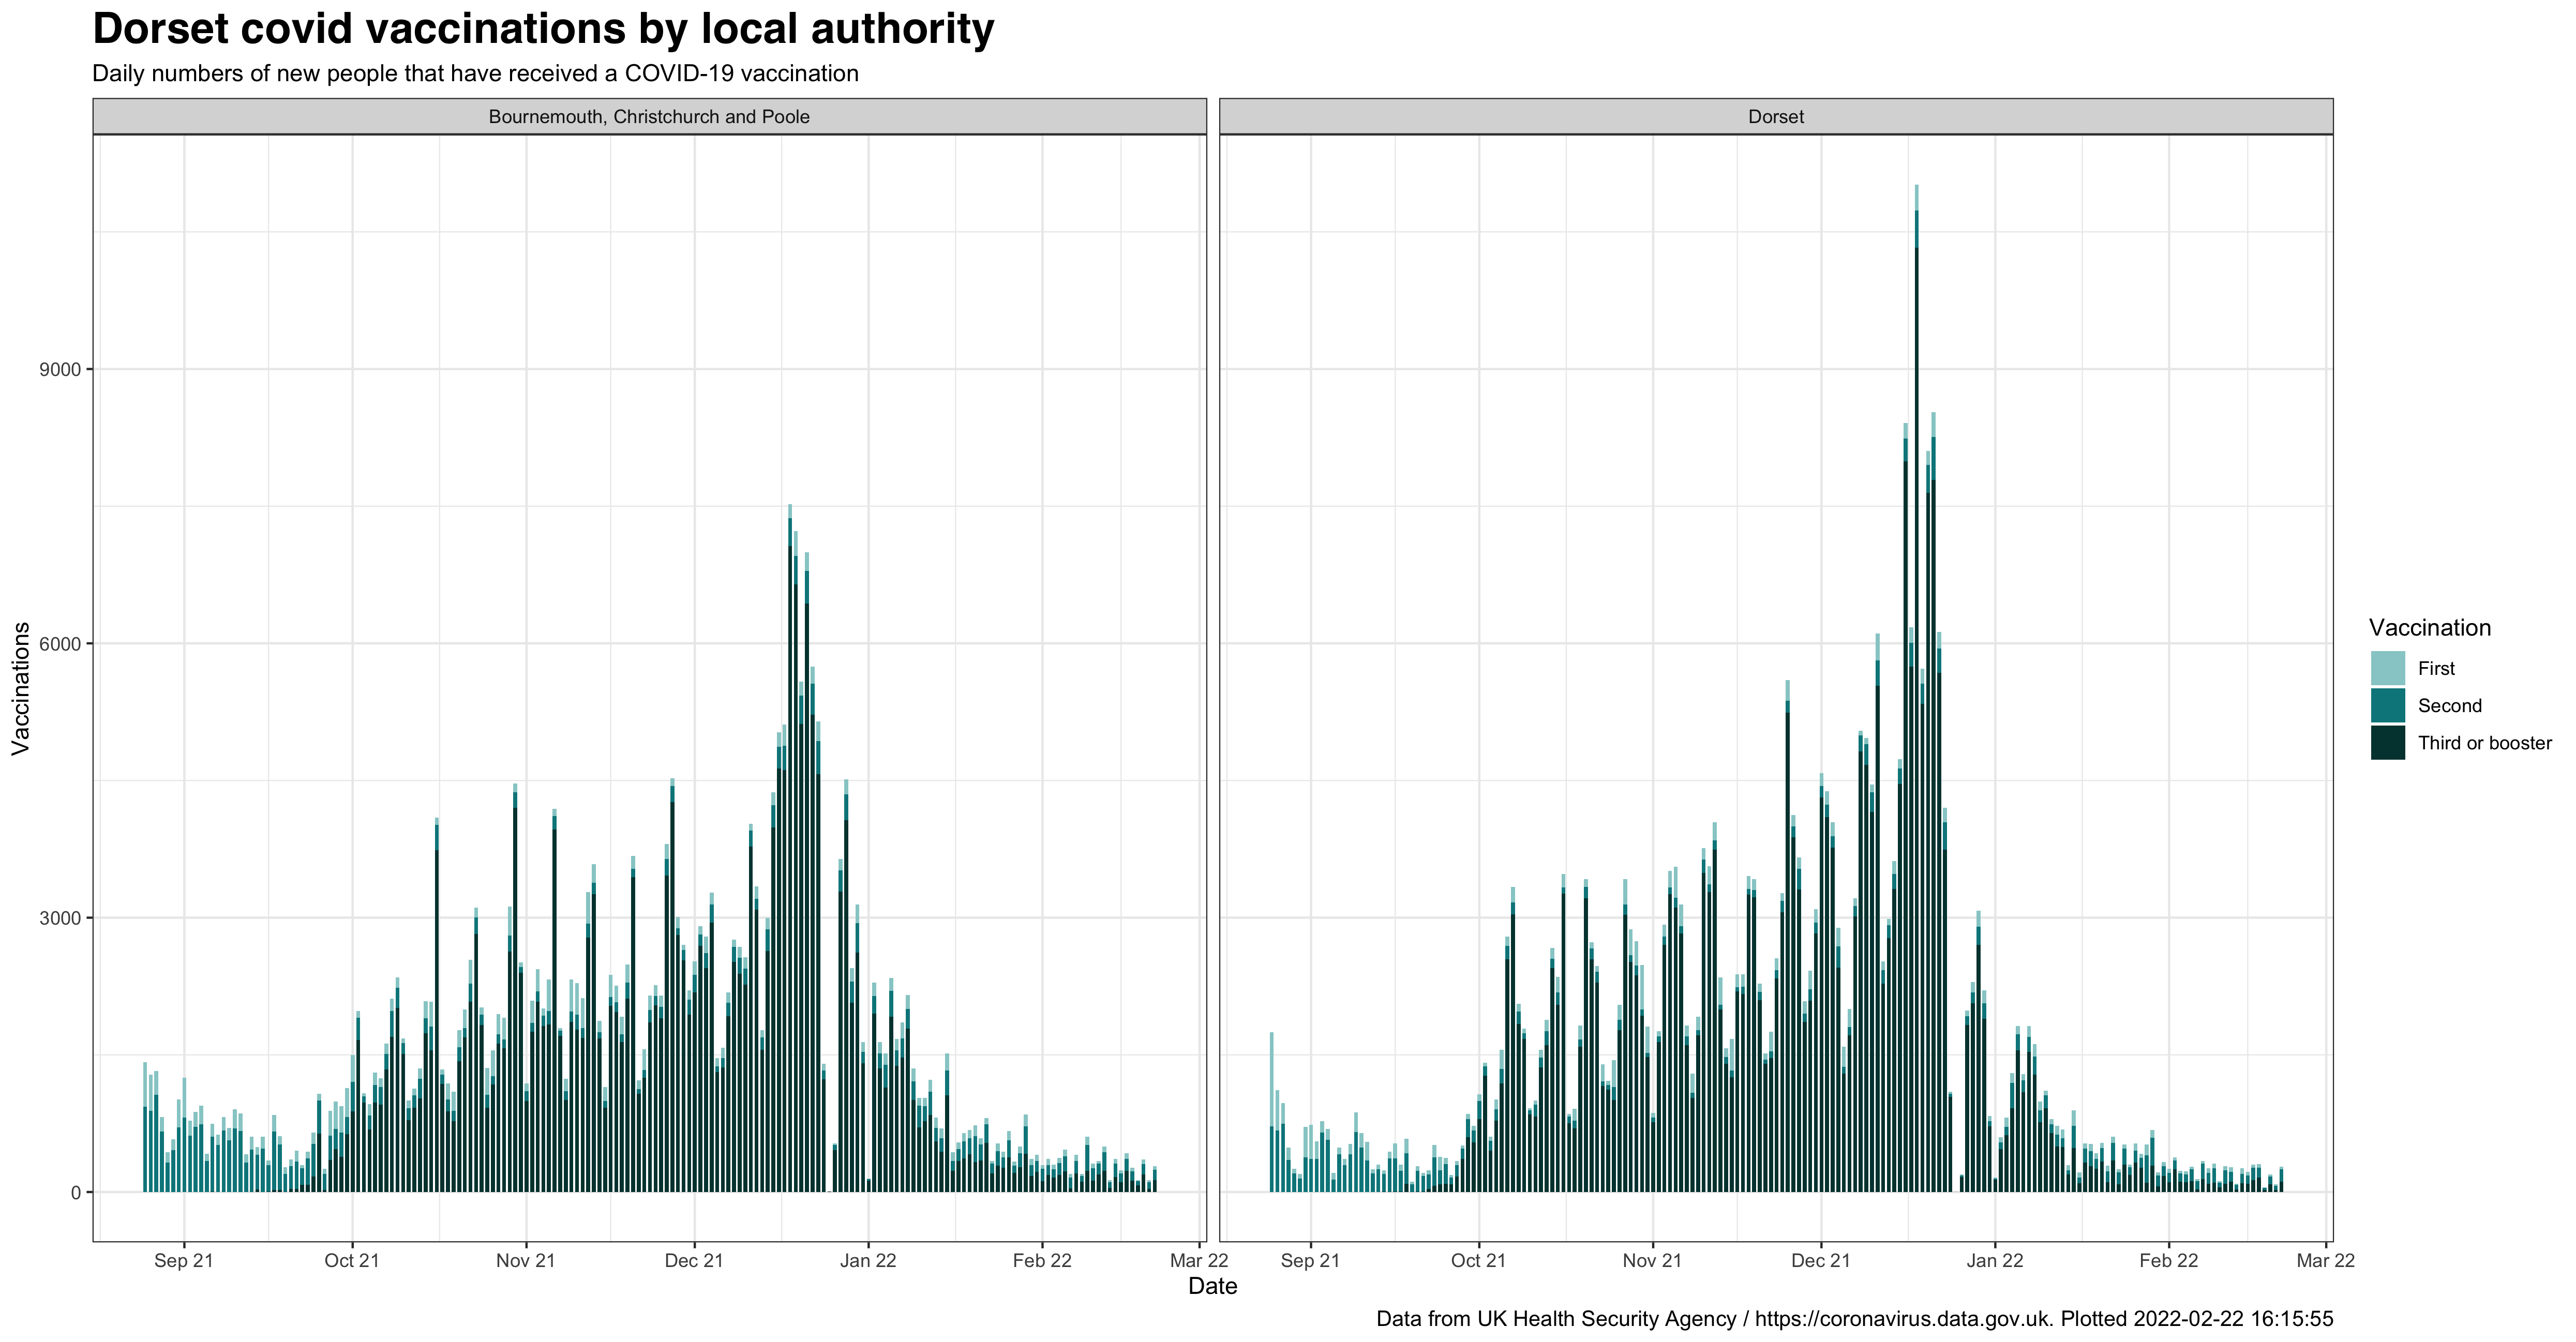 Dorset covid vaccinations by local authority
Daily numbers of new people that have received a COVID-19 vaccination
Bournemouth, Christchurch and Poole
Dorset
Vaccinations
9000
6000
3000
0
Sep 21
Oct 21
Nov 21
Dec 21
Jan 22
Feb 22
Mar 22
Sep 21
Oct 21
Nov 21
Dec 21
Jan 22
Feb 22
Mar 22
Date
Vaccination
First
Second
Third or booster
Data from UK Health Security Agency / https://coronavirus.data.gov.uk. Plotted 2022-02-22 16:15:55